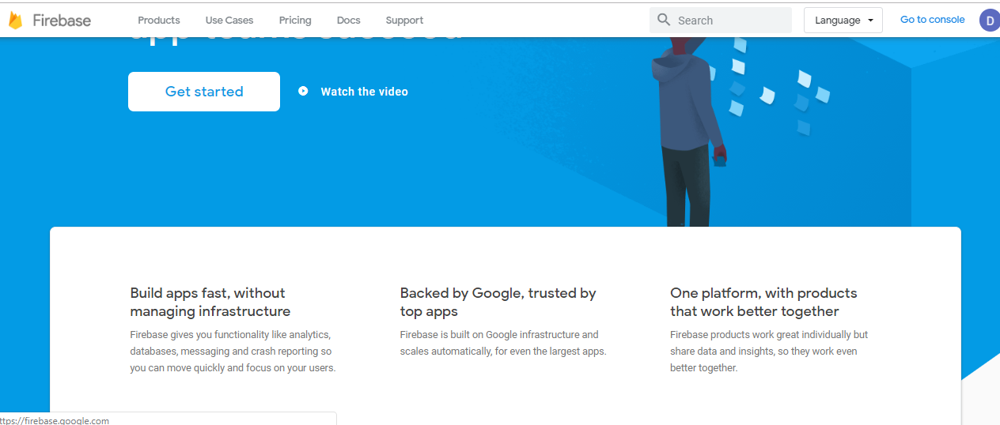 Firebase Products Use Cases Pricing Docs Support Search Language Go to console D
app teams succeed
Get started Watch the video
Build apps fast, without
managing infrastructure
Firebase gives you functionality like analytics,
databases, messaging and crash reporting so
you can move quickly and focus on your users.
Backed by Google, trusted by
top apps
Firebase is built on Google infrastructure and
scales automatically, for even the largest apps.
One platform, with products
that work better together
Firebase products work great individually but
share data and insights, so they work even
better together.
ttps://firebase.google.com